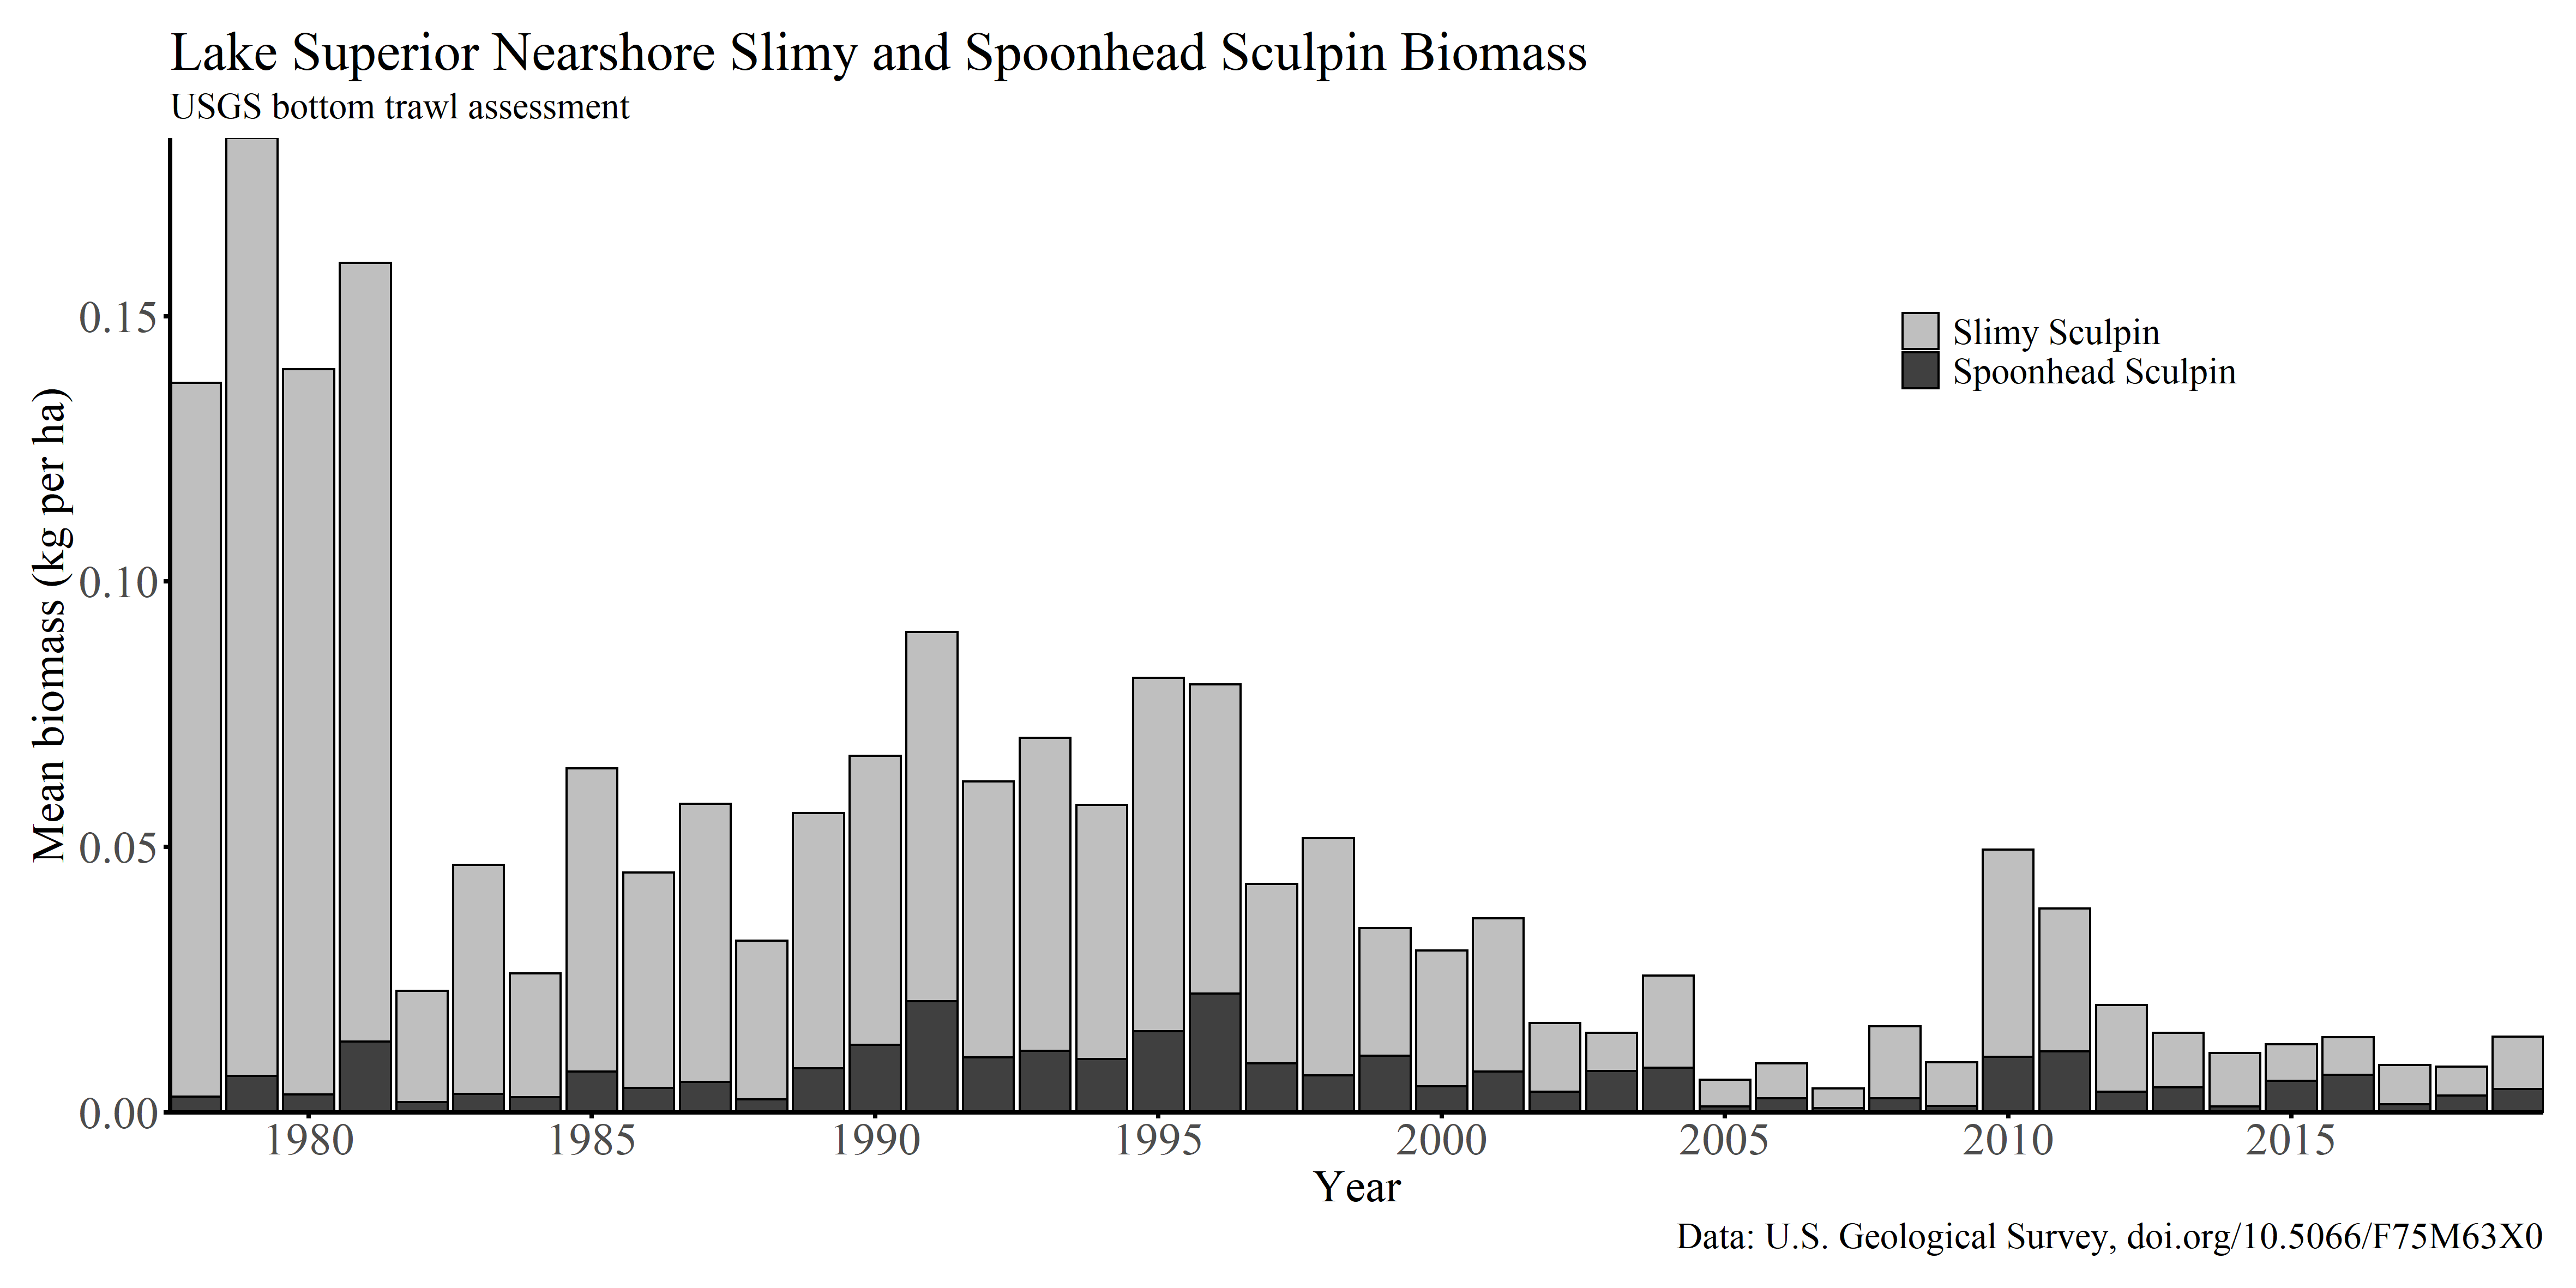 Lake Superior Nearshore Slimy and Spoonhead Sculpin Biomass
USGS bottom trawl assessment
Mean biomass (kg per ha)
0.15
0.10
0.05
0.00
Slimy Sculpin
Spoonhead Sculpin
1980 1985 1990 1995 2000 2005 2010 2015
Year
Data: U.S. Geological Survey, doi.org/10.5066/F75M63X0